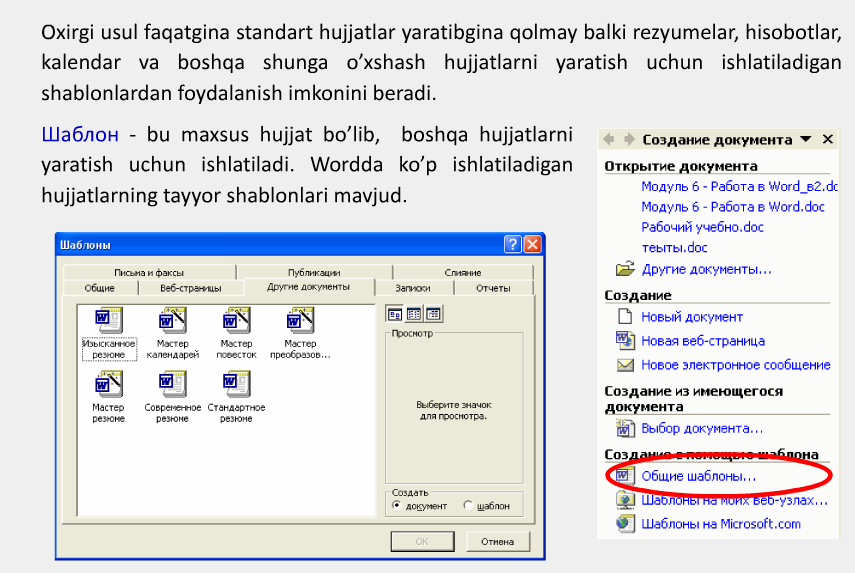 Oxirgi usul faqatgina standart hujjatlar yaratibgina qolmay balki rezyumelar, hisobotlar,
kalendar va boshqa shunga o’xshash hujjatlarni yaratish uchun ishlatiladigan
shablonlardan foydalanish imkonini beradi.
Шаблон - bu maxsus hujjat bo’lib, boshqa hujjatlarni
yaratish uchun ishlatiladi. Wordda ko’p ishlatiladigan
hujjatlarning tayyor shablonlari mavjud.
Шаблоны
Письма и факсы Публикации Слияние
Общие Веб-страницы Другие документы Записки Отчеты
Изысканное резюме
Мастер календарей
Мастер повесток
Мастер преобразов...
Мастер резюме
Современное резюме
Стандартное резюме
Просмотр
Выберите значок
для просмотра.
Создать
документ шаблон
ОК Отмена
Создание документа
Открытие документа
Модуль 6 - Работа в Word_в2.dc
Модуль 6 - Работа в Word.doc
Рабочий учебно.doc
теыты.doc
Другие документы...
Создание
Новый документ
Новая веб-страница
Новое электронное сообщение
Создание из имеющегося
документа
Выбор документа...
Создание с помощью шаблона
Общие шаблоны...
Шаблоны на моих веб-узлах...
Шаблоны на Microsoft.com